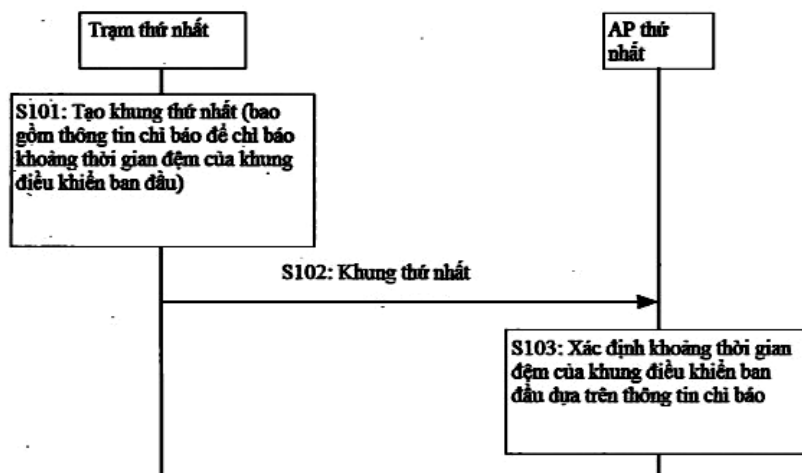 Trạm thứ nhất
AP thứ
nhất
S101: Tạo khung thứ nhất (bao
gồm thông tin chỉ báo để chỉ báo
khoảng thời gian đệm của khung
điều khiển ban đầu)
S102: Khung thứ nhất
S103: Xác định khoảng thời gian
đệm của khung điều khiển ban
đầu dựa trên thông tin chỉ báo